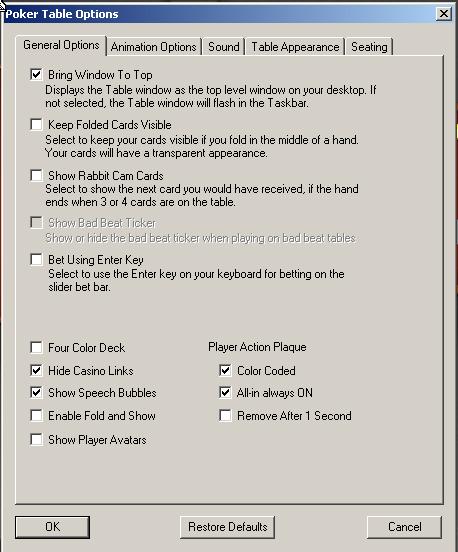 Poker Table Options
General Options
Animation Options
Sound
Table Appearance
Seating
Bring Window To Top
Displays the Table window as the top level window on your desktop. If
not selected, the Table window will flash in the Taskbar.
Keep Folded Cards Visible
Select to keep your cards visible if you fold in the middle of a hand.
Your cards will have a transparent appearance.
Show Rabbit Cam Cards
Select to show the next card you would have received, if the hand
ends when 3 or 4 cards are on the table.
Show Bad Beat Ticker
Show or hide the bad beat ticker when playing on bad beat tables
Bet Using Enter Key
Select to use the Enter key on your keyboard for betting on the
slider bet bar.
Four Color Deck
Hide Casino Links
Show Speech Bubbles
Enable Fold and Show
Show Player Avatars
Player Action Plaque
Color Coded
All-in always ON
Remove After 1 Second
OK
Restore Defaults
Cancel